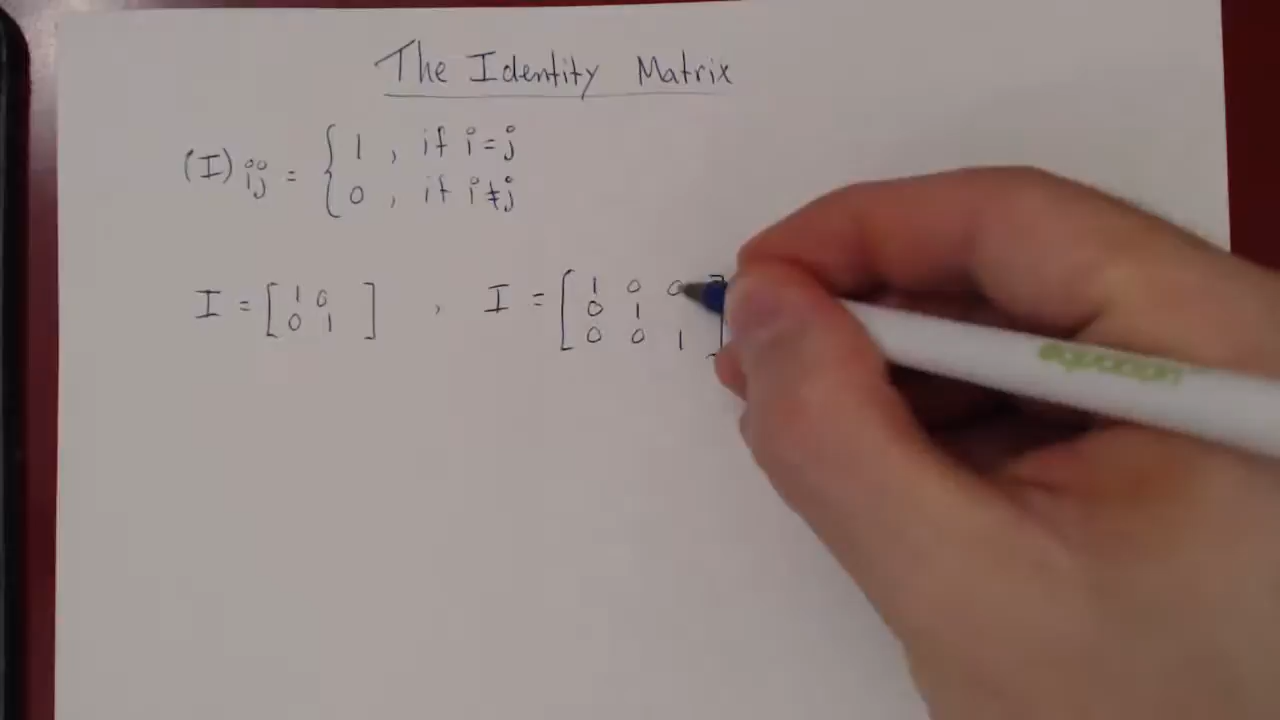 The Identity Matrix
(I)ij = { 1 , if i=j
0 , if i≠j
I = [ 1 0 ] , I = [ 1 0 0 ]
0 1 0 1
0 0 1